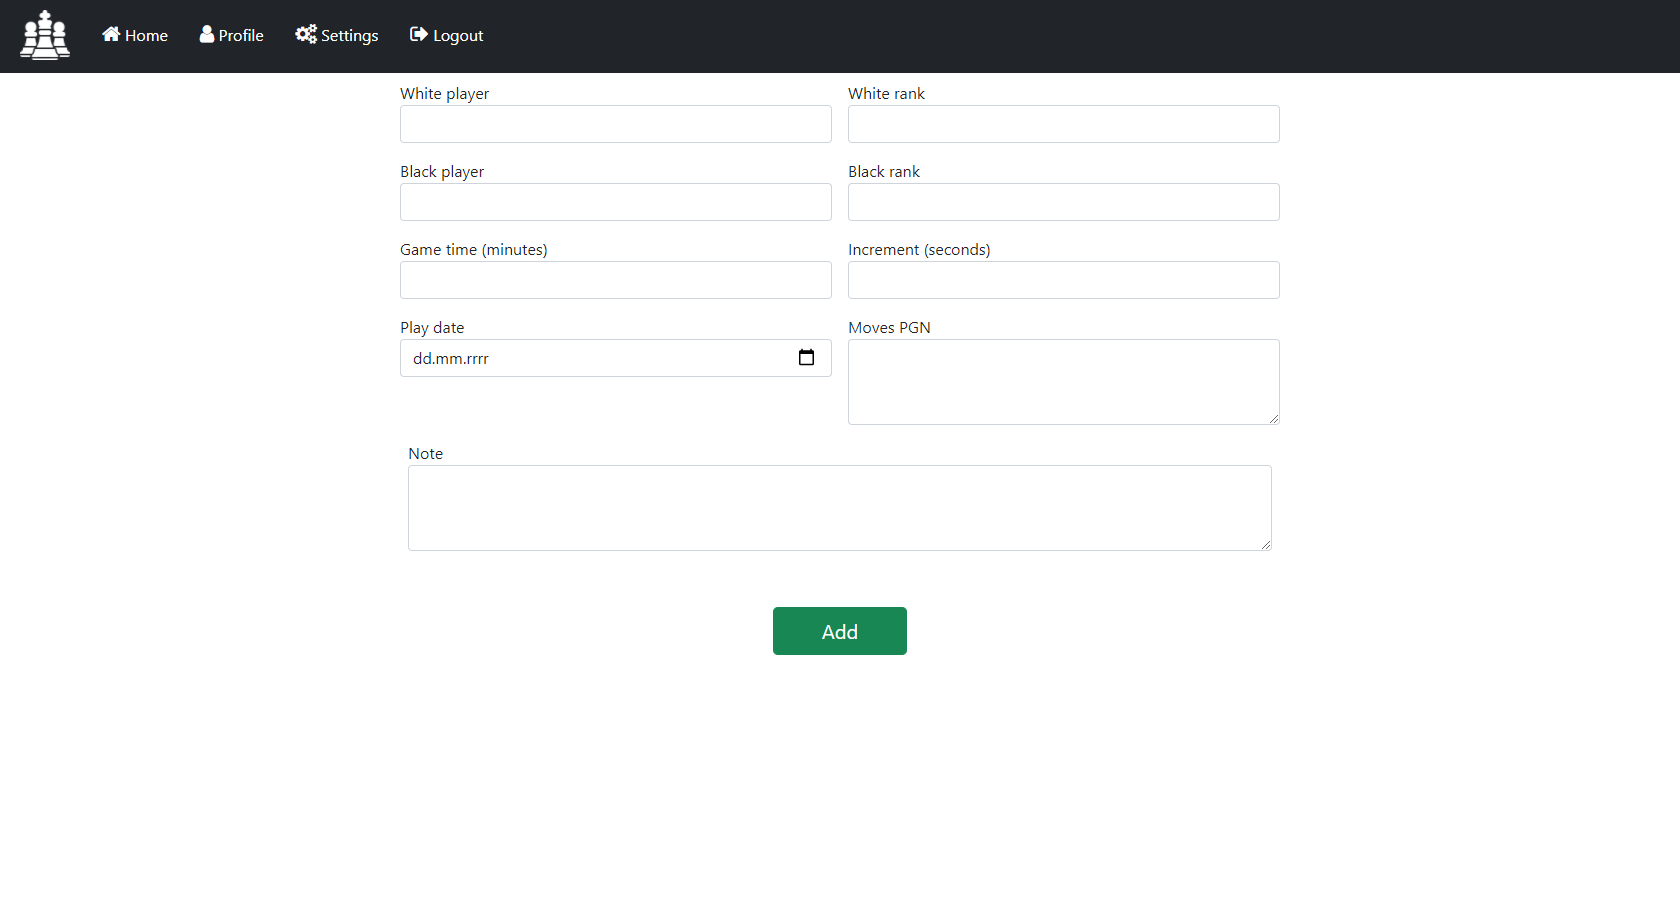 Home Profile Settings Logout
White player White rank
Black player Black rank
Game time (minutes) Increment (seconds)
Play date Moves PGN
dd.mm.rrrr
Note
Add